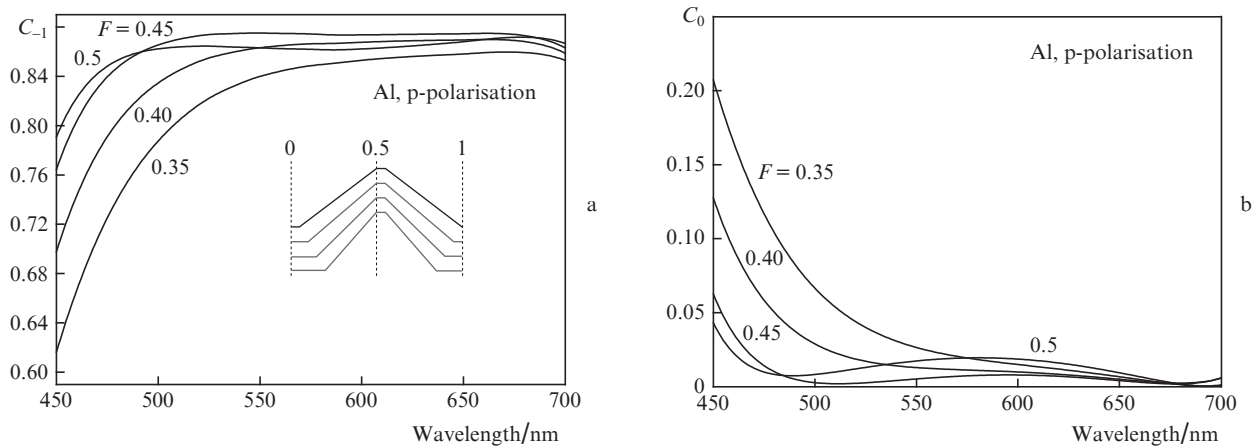 C₋₁
F = 0.45
0.5
0.84
0.80
0.76
0.72
0.68
0.64
0.60
0.40
0.35
Al, p-polarisation
0 0.5 1
450 500 550 600 650 700
Wavelength/nm
a
C₀
0.20
0.15
0.10
0.05
0
Al, p-polarisation
F = 0.35
0.40
0.45
0.5
450 500 550 600 650 700
Wavelength/nm
b